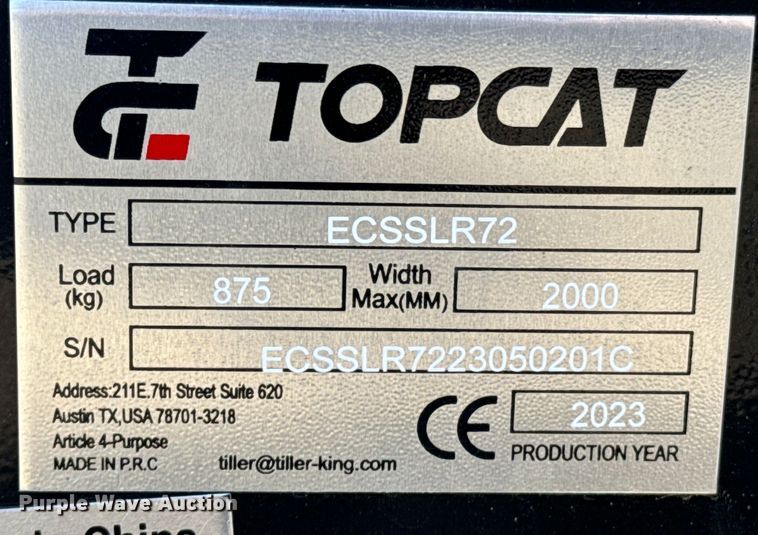 TOPCAT
TYPE ECSSLR72
Load (kg) 875 Width Max(MM) 2000
S/N ECSSLR7223050201C
Address:211E.7th Street Suite 620
Austin TX,USA 78701-3218
Article 4-Purpose
MADE IN P.R.C tiller@tiller-king.com
CE 2023
PRODUCTION YEAR
Purple Wave Auction